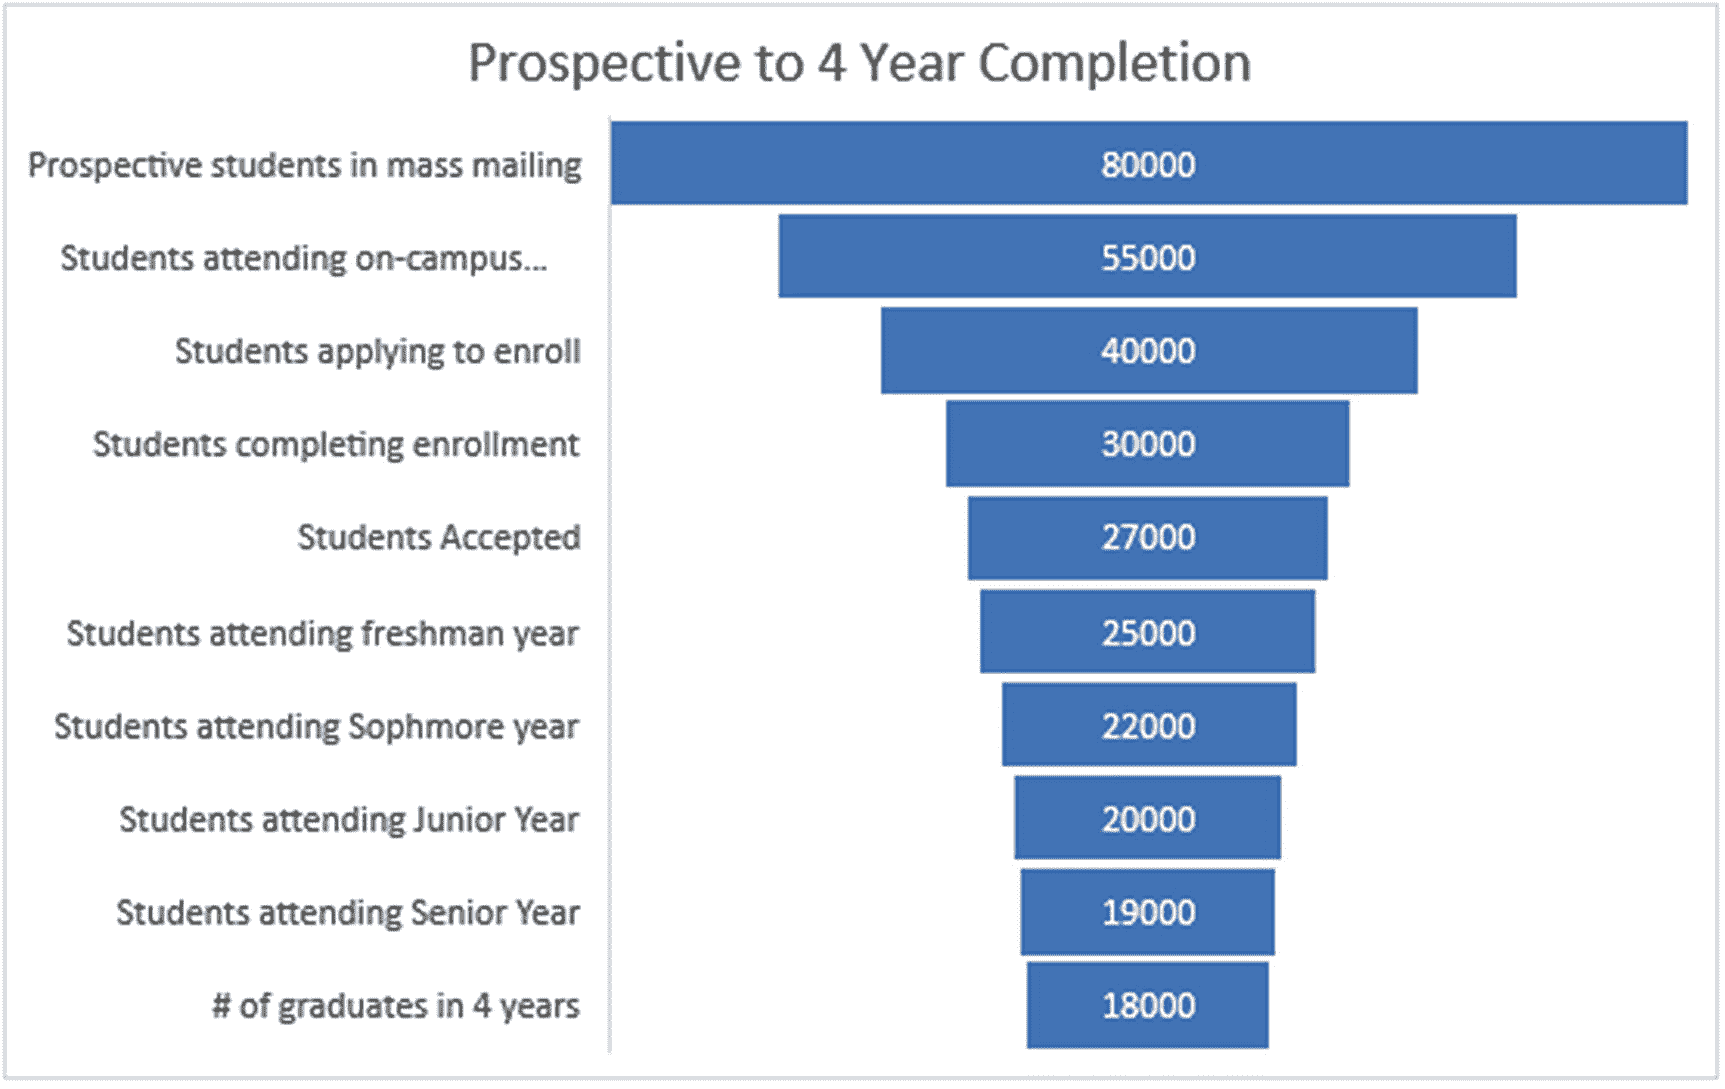 Prospective to 4 Year Completion
Prospective students in mass mailing 80000
Students attending on-campus... 55000
Students applying to enroll 40000
Students completing enrollment 30000
Students Accepted 27000
Students attending freshman year 25000
Students attending Sophmore year 22000
Students attending Junior Year 20000
Students attending Senior Year 19000
# of graduates in 4 years 18000